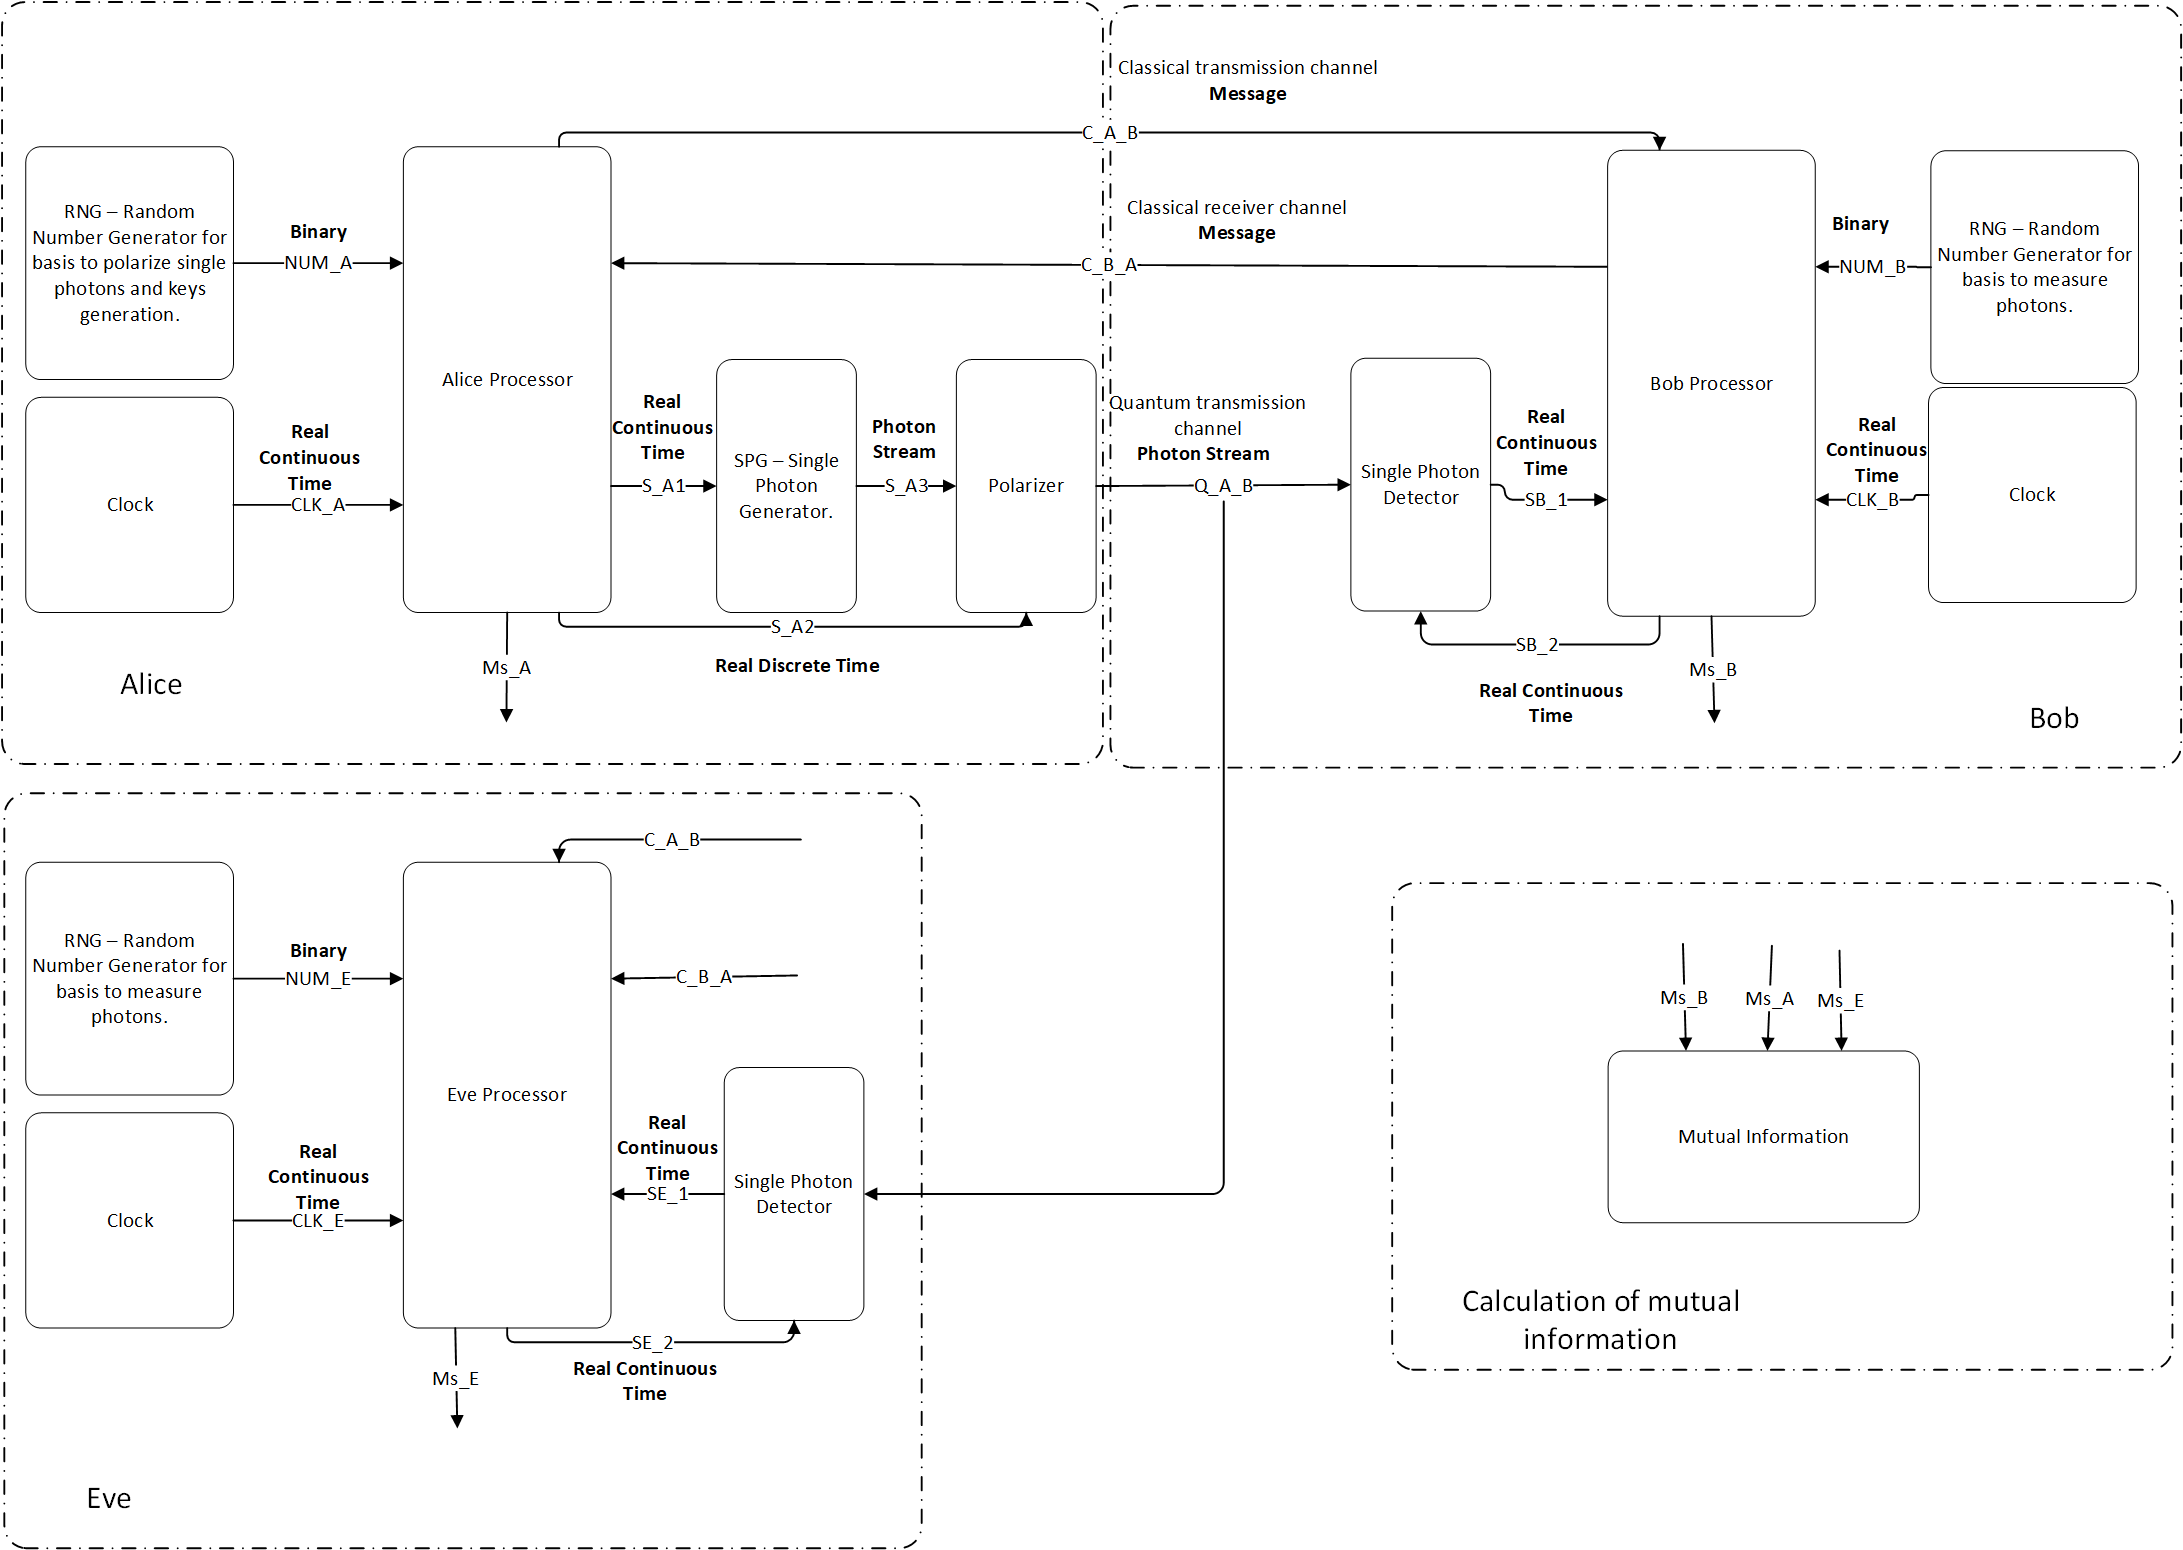 Classical transmission channel
Message
C_A_B
RNG – Random
Number Generator for
basis to polarize single
photons and keys
generation.
Binary
NUM_A
Clock
Real
Continuous
Time
CLK_A
Alice Processor
Classical receiver channel
Message
C_B_A
Real
Continuous
Time
S_A1
SPG – Single
Photon
Generator.
Photon
Stream
S_A3
Polarizer
S_A2
Real Discrete Time
Ms_A
Alice
Quantum transmission
channel
Photon Stream
Q_A_B
Single Photon
Detector
Real
Continuous
Time
SB_1
SB_2
Real Continuous
Time
Bob Processor
Binary
NUM_B
RNG – Random
Number Generator for
basis to measure
photons.
Real
Continuous
Time
CLK_B
Clock
Ms_B
Bob
C_A_B
RNG – Random
Number Generator for
basis to measure
photons.
Binary
NUM_E
C_B_A
Eve Processor
Clock
Real
Continuous
Time
CLK_E
Real
Continuous
Time
SE_1
Single Photon
Detector
SE_2
Real Continuous
Time
Ms_E
Eve
Ms_B
Ms_A
Ms_E
Mutual Information
Calculation of mutual
information